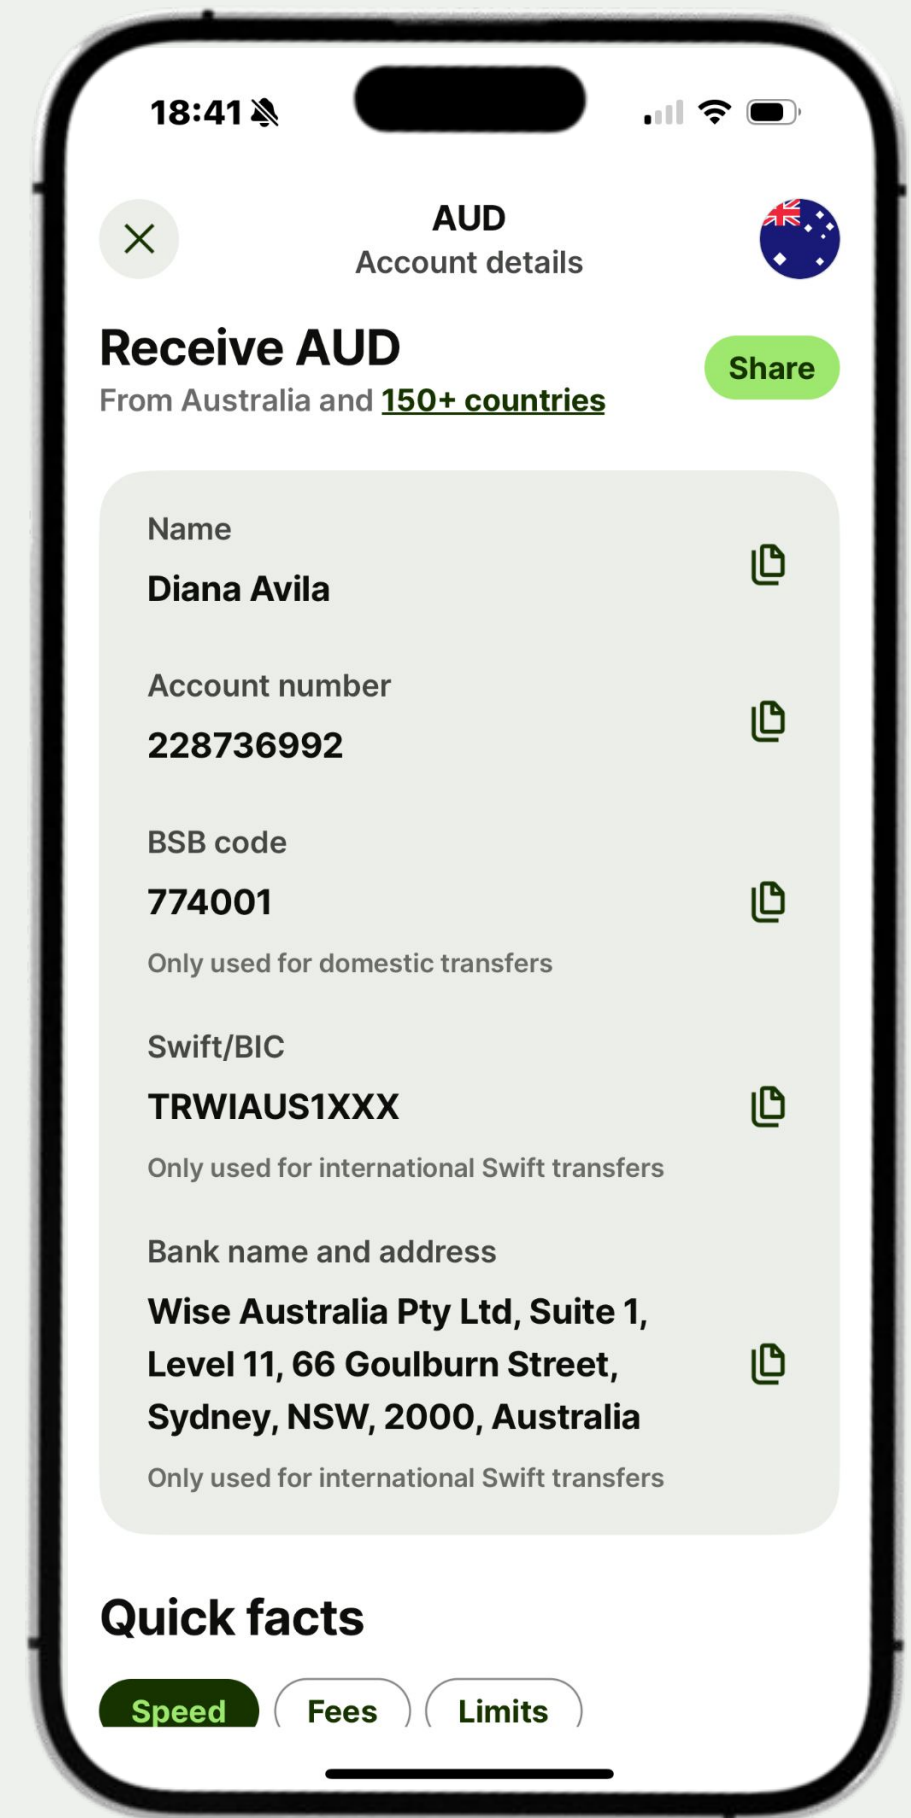 18:41
AUD
Account details
Receive AUD
From Australia and 150+ countries
Share
Name
Diana Avila
Account number
228736992
BSB code
774001
Only used for domestic transfers
Swift/BIC
TRWIAUS1XXX
Only used for international Swift transfers
Bank name and address
Wise Australia Pty Ltd, Suite 1,
Level 11, 66 Goulburn Street,
Sydney, NSW, 2000, Australia
Only used for international Swift transfers
Quick facts
Speed
Fees
Limits